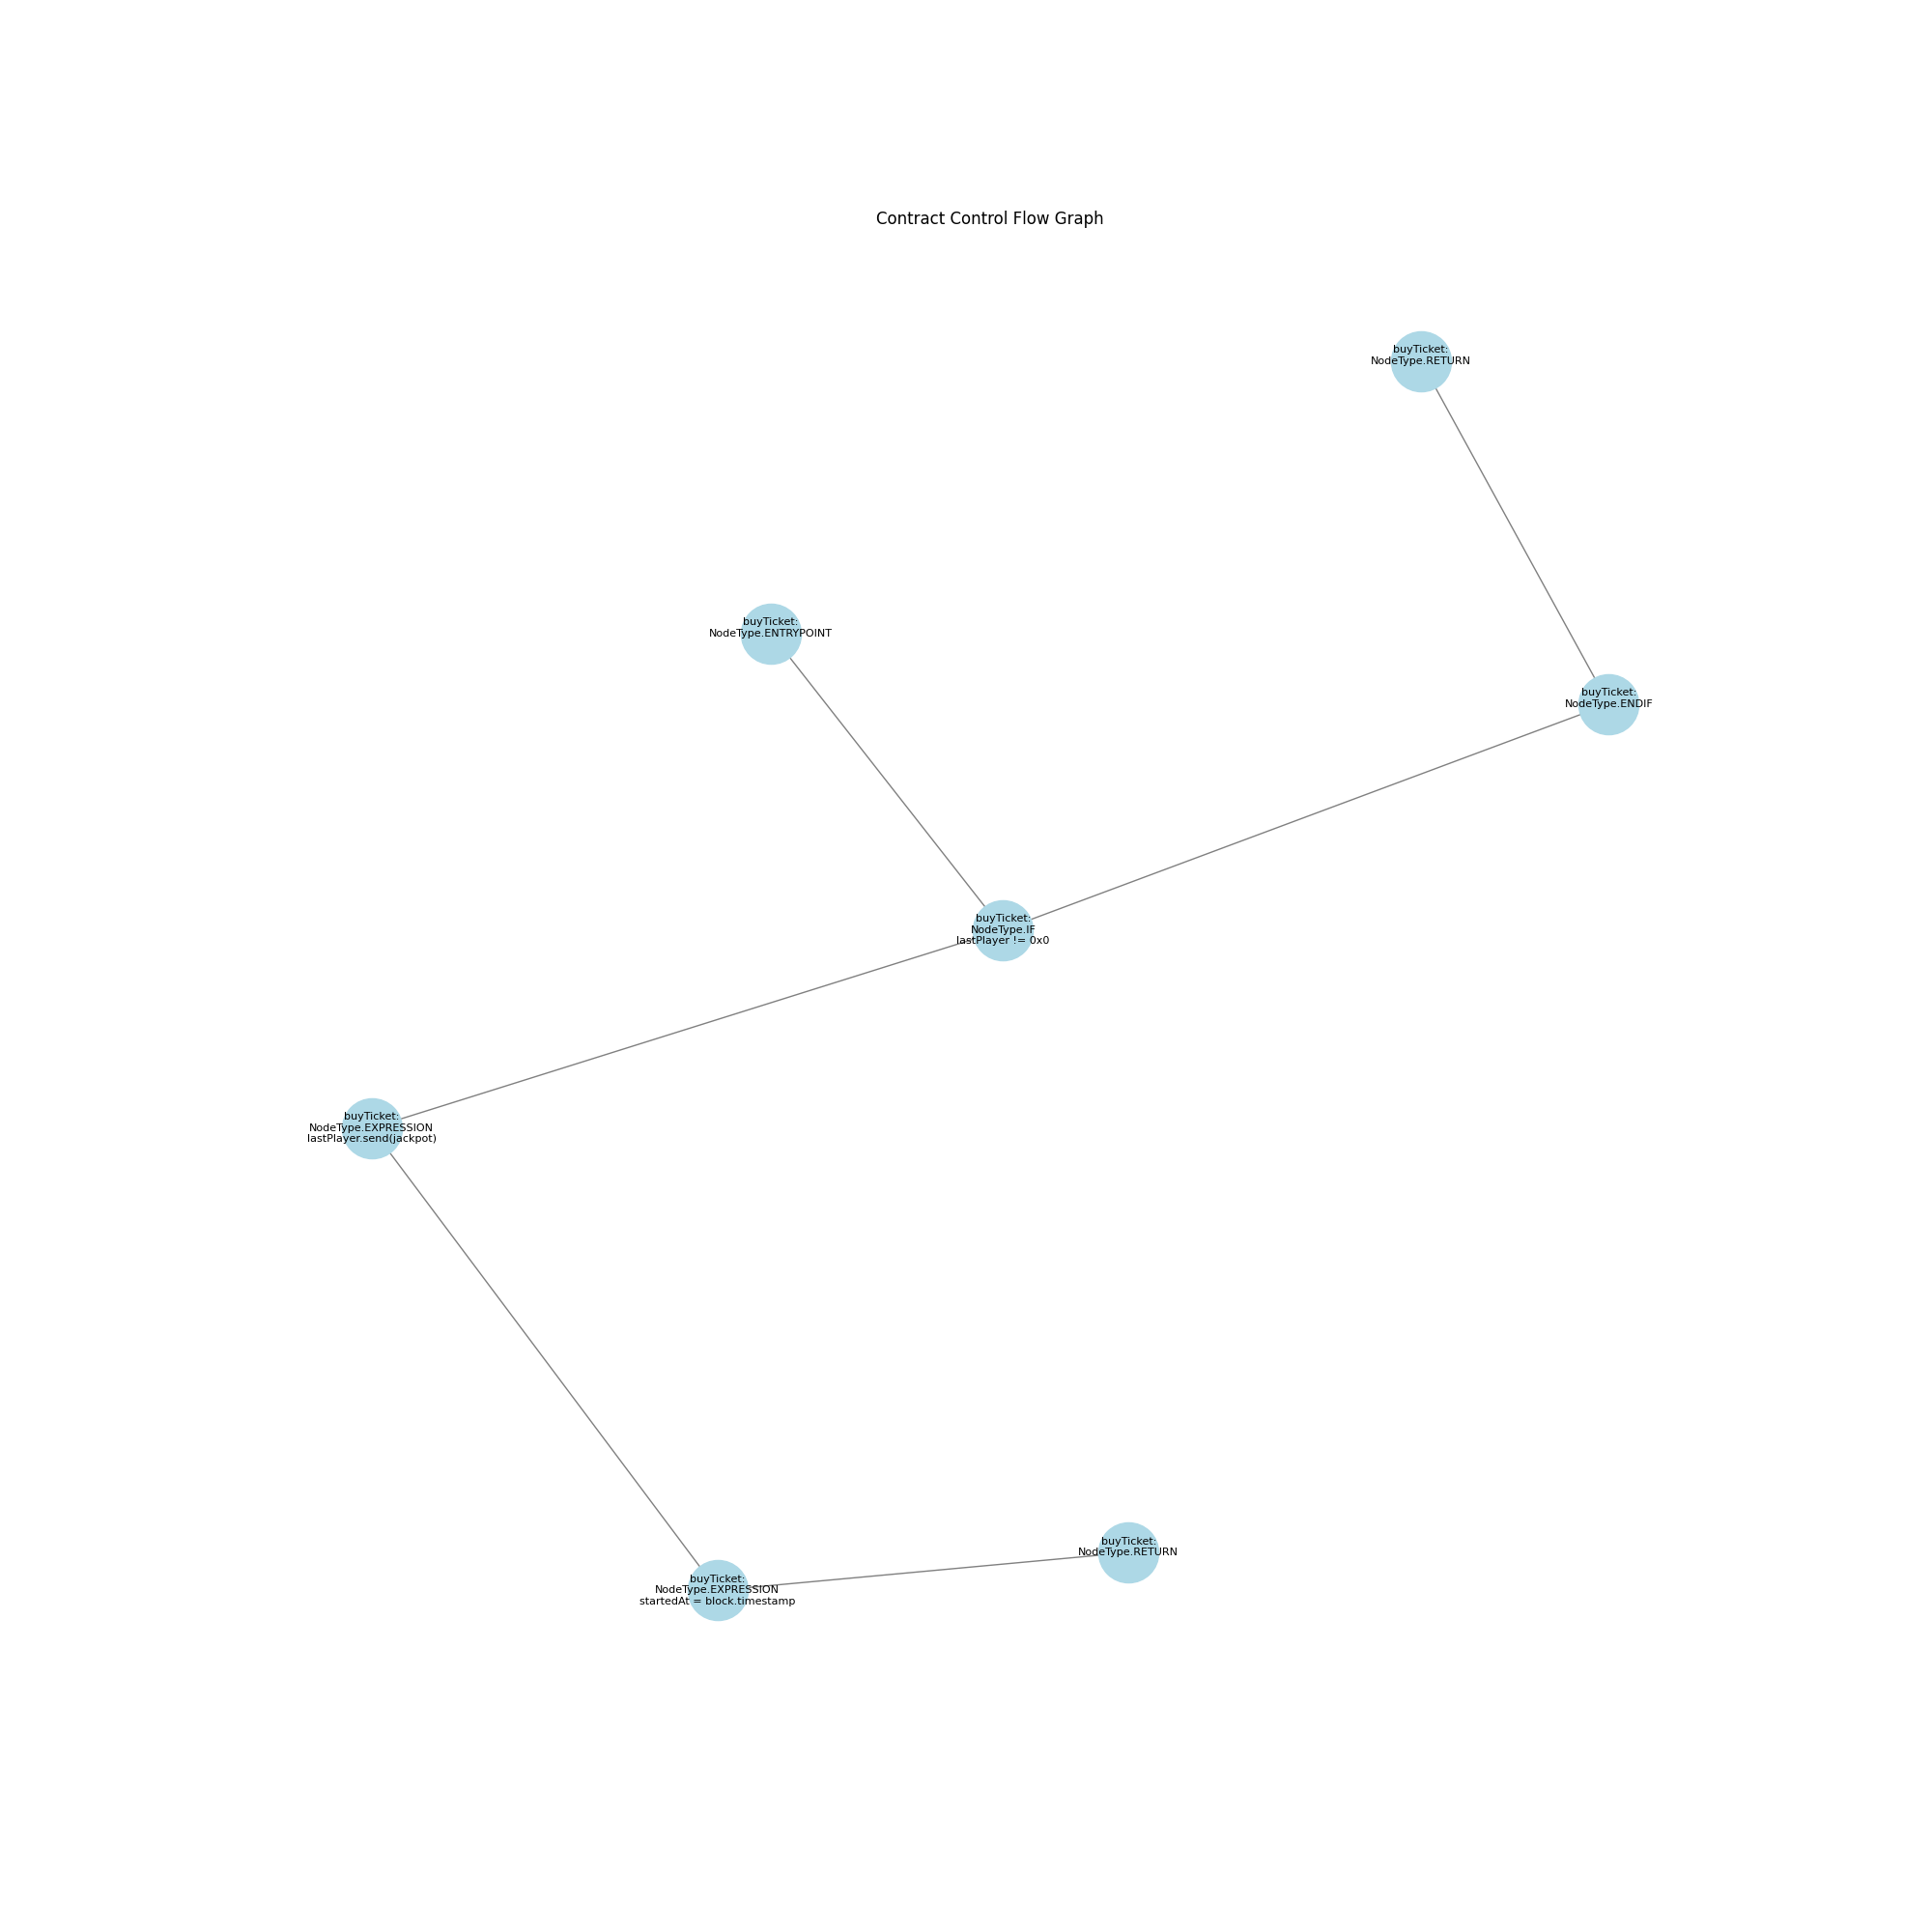 Contract Control Flow Graph
buyTicket:
NodeType.RETURN
buyTicket:
NodeType.ENTRYPOINT
buyTicket:
NodeType.ENDIF
buyTicket:
NodeType.IF
lastPlayer != 0x0
buyTicket:
NodeType.EXPRESSION
lastPlayer.send(jackpot)
buyTicket:
NodeType.RETURN
buyTicket:
NodeType.EXPRESSION
startedAt = block.timestamp